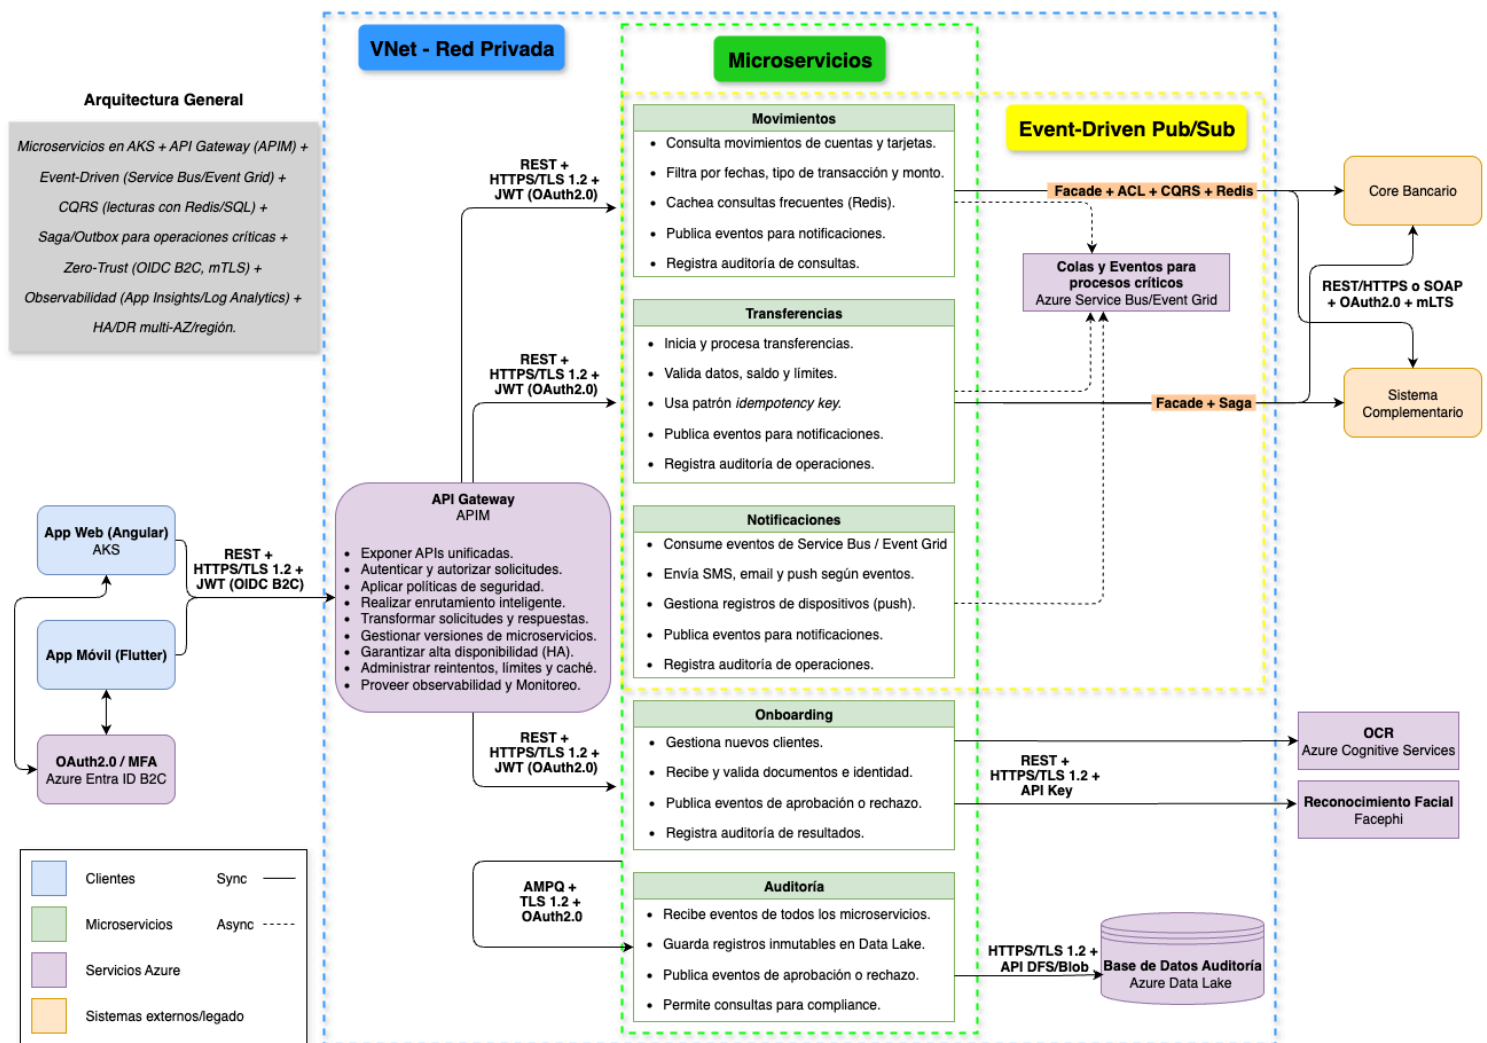 VNet - Red Privada
Microservicios
Arquitectura General
Microservicios en AKS + API Gateway (APIM) +
Event-Driven (Service Bus/Event Grid) +
CQRS (lecturas con Redis/SQL) +
Saga/Outbox para operaciones críticas +
Zero-Trust (OIDC B2C, mTLS) +
Observabilidad (App Insights/Log Analytics) +
HA/DR multi-AZ/región.
Event-Driven Pub/Sub
Movimientos
• Consulta movimientos de cuentas y tarjetas.
• Filtra por fechas, tipo de transacción y monto.
• Cachea consultas frecuentes (Redis).
• Publica eventos para notificaciones.
• Registra auditoría de consultas.
REST +
HTTPS/TLS 1.2 +
JWT (OAuth2.0)
Facade + ACL + CQRS + Redis
Core Bancario
Colas y Eventos para
procesos críticos
Azure Service Bus/Event Grid
REST/HTTPS o SOAP
+ OAuth2.0 + mLTS
Transferencias
• Inicia y procesa transferencias.
• Valida datos, saldo y límites.
• Usa patrón idempotency key.
• Publica eventos para notificaciones.
• Registra auditoría de operaciones.
REST +
HTTPS/TLS 1.2 +
JWT (OAuth2.0)
Facade + Saga
Sistema
Complementario
API Gateway
APIM
• Exponer APIs unificadas.
• Autenticar y autorizar solicitudes.
• Aplicar políticas de seguridad.
• Realizar enrutamiento inteligente.
• Transformar solicitudes y respuestas.
• Gestionar versiones de microservicios.
• Garantizar alta disponibilidad (HA).
• Administrar reintentos, límites y caché.
• Proveer observabilidad y Monitoreo.
Notificaciones
• Consume eventos de Service Bus / Event Grid
• Envía SMS, email y push según eventos.
• Gestiona registros de dispositivos (push).
• Publica eventos para notificaciones.
• Registra auditoría de operaciones.
App Web (Angular)
AKS
REST +
HTTPS/TLS 1.2 +
JWT (OIDC B2C)
App Móvil (Flutter)
OAuth2.0 / MFA
Azure Entra ID B2C
REST +
HTTPS/TLS 1.2 +
JWT (OAuth2.0)
Onboarding
• Gestiona nuevos clientes.
• Recibe y valida documentos e identidad.
• Publica eventos de aprobación o rechazo.
• Registra auditoría de resultados.
REST +
HTTPS/TLS 1.2 +
API Key
OCR
Azure Cognitive Services
Reconocimiento Facial
Facephi
AMPQ +
TLS 1.2 +
OAuth2.0
Auditoría
• Recibe eventos de todos los microservicios.
• Guarda registros inmutables en Data Lake.
• Publica eventos de aprobación o rechazo.
• Permite consultas para compliance.
HTTPS/TLS 1.2 +
API DFS/Blob
Base de Datos Auditoría
Azure Data Lake
Clientes
Sync
Microservicios
Async
Servicios Azure
Sistemas externos/legado